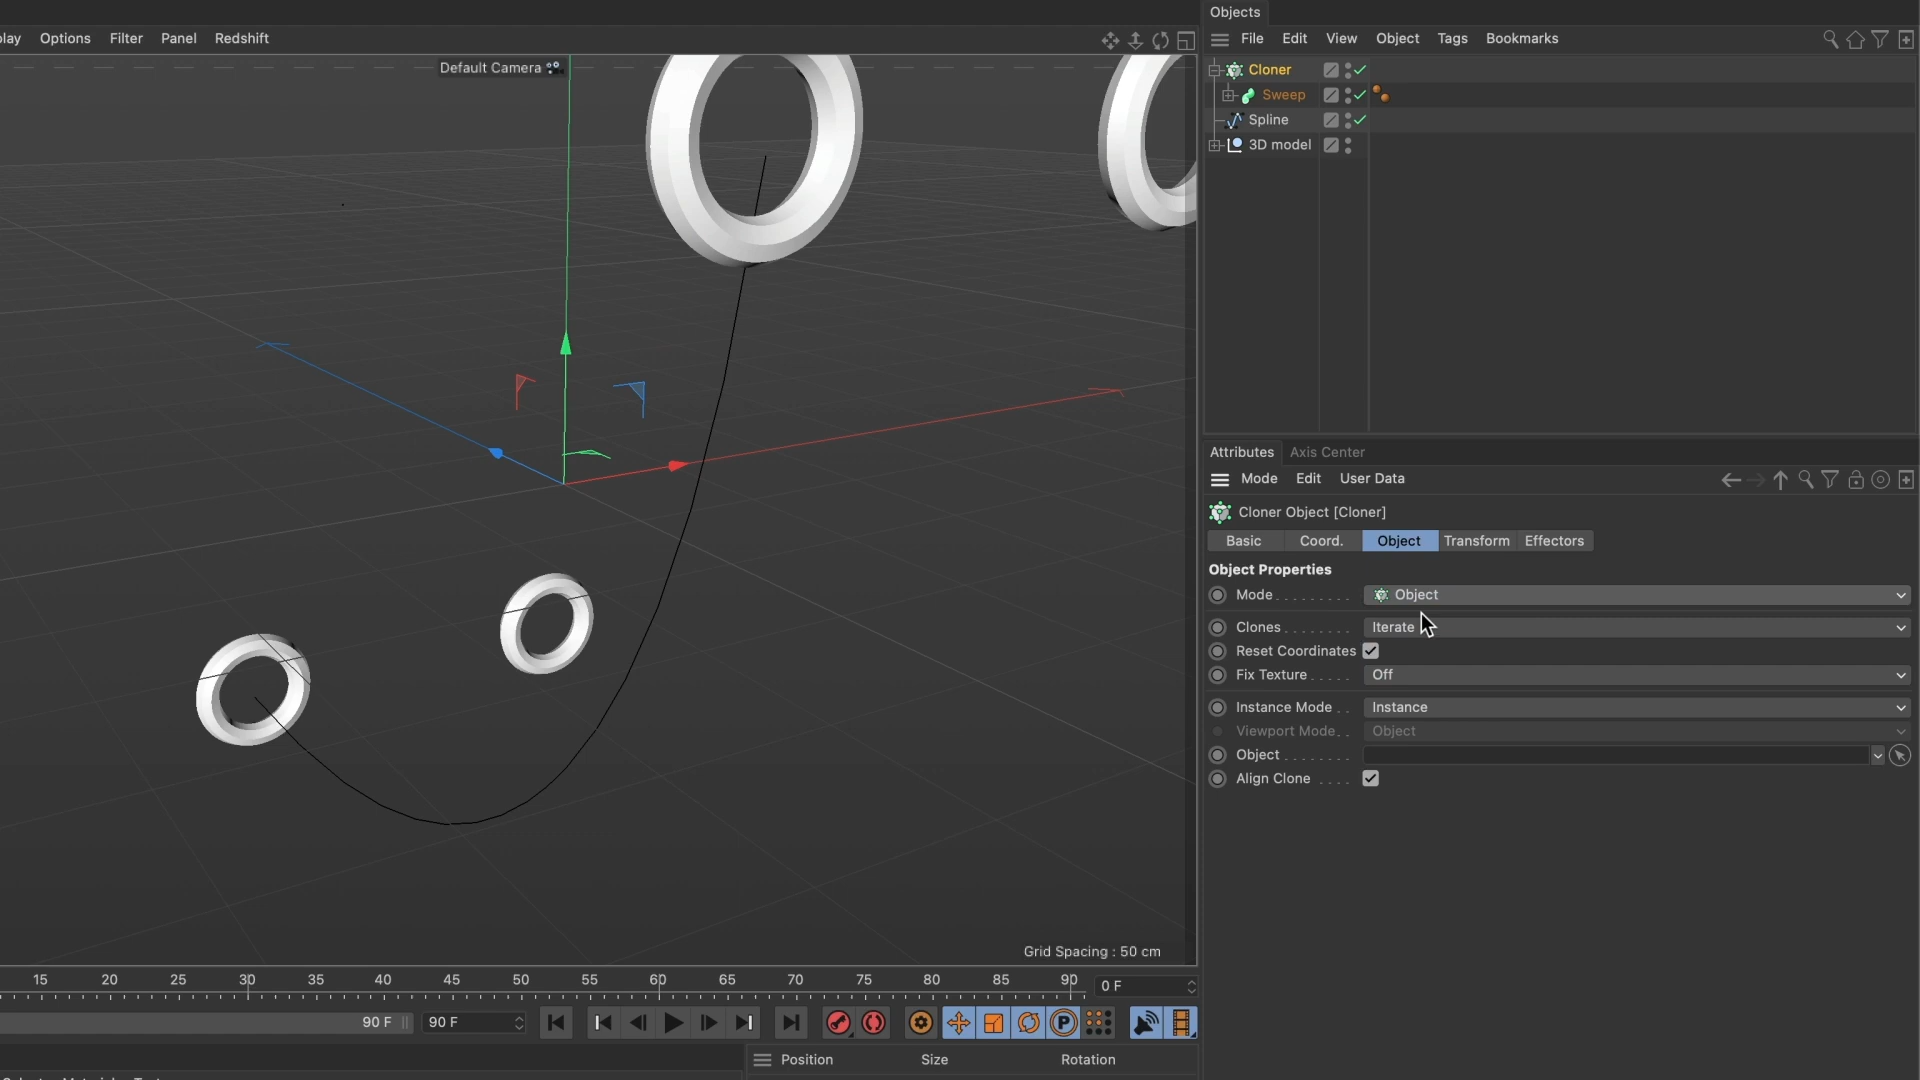 Options Filter Panel Redshift
Default Camera
Objects
File Edit View Object Tags Bookmarks
Cloner
Sweep
Spline
3D model
Attributes Axis Center
Mode Edit User Data
Cloner Object [Cloner]
Basic Coord. Object Transform Effectors
Object Properties
Mode Object
Clones Iterate
Reset Coordinates
Fix Texture Off
Instance Mode Instance
Viewport Mode Object
Object
Align Clone
Grid Spacing : 50 cm
15 20 25 30 35 40 45 50 55 60 65 70 75 80 85 90 0 F
90 F 90 F P
Position Size Rotation